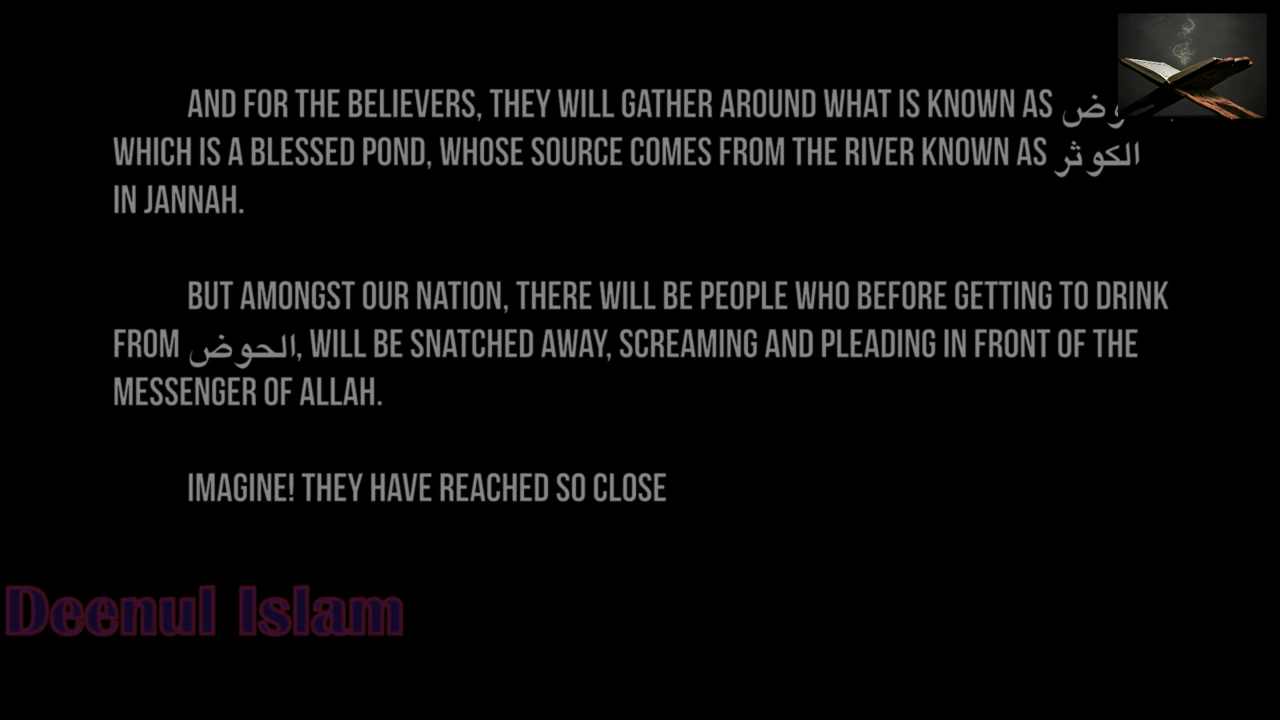 AND FOR THE BELIEVERS, THEY WILL GATHER AROUND WHAT IS KNOWN AS
WHICH IS A BLESSED POND, WHOSE SOURCE COMES FROM THE RIVER KNOWN AS الكوثر
IN JANNAH.
BUT AMONGST OUR NATION, THERE WILL BE PEOPLE WHO BEFORE GETTING TO DRINK
FROM الحوض, WILL BE SNATCHED AWAY, SCREAMING AND PLEADING IN FRONT OF THE
MESSENGER OF ALLAH.
IMAGINE! THEY HAVE REACHED SO CLOSE
Deenul Islam